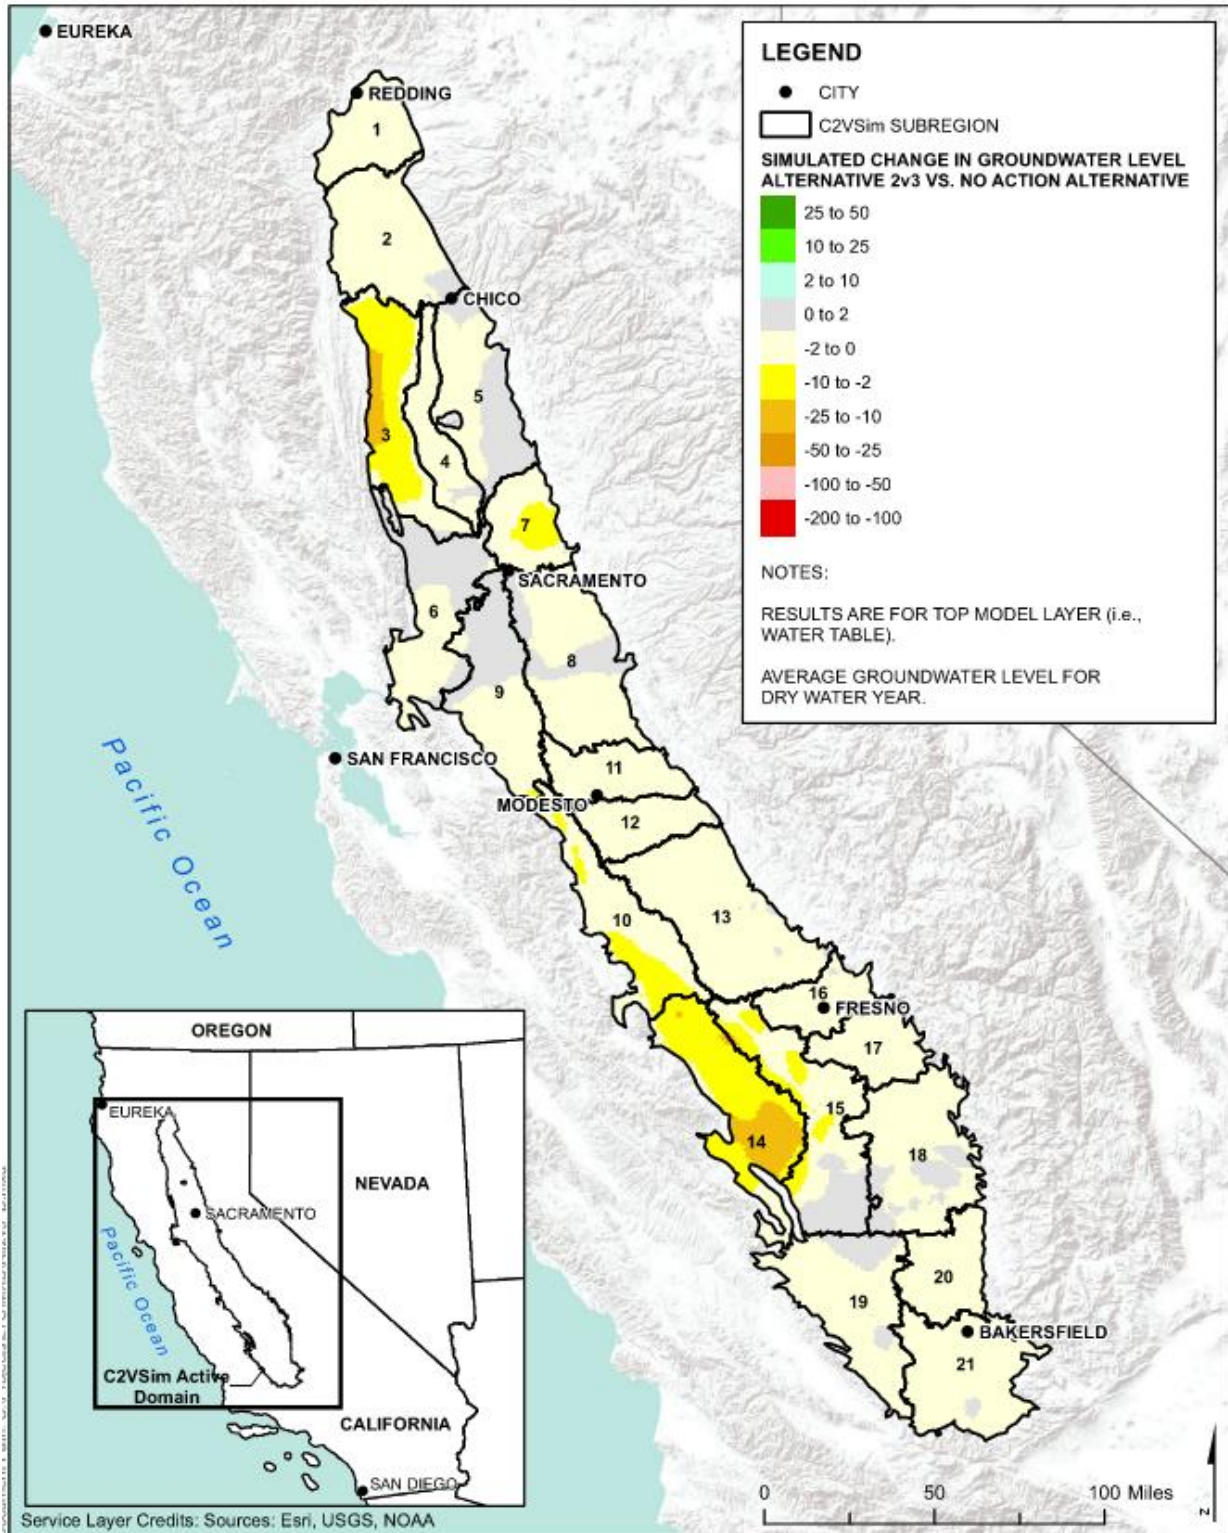 EUREKA
REDDING
1
2
CHICO
3
5
4
7
SACRAMENTO
6
8
9
SAN FRANCISCO
11
MODESTO
12
10
13
16
FRESNO
17
15
14
18
20
19
BAKERSFIELD
21
Pacific Ocean
LEGEND
CITY
C2VSim SUBREGION
SIMULATED CHANGE IN GROUNDWATER LEVEL
ALTERNATIVE 2v3 VS. NO ACTION ALTERNATIVE
25 to 50
10 to 25
2 to 10
0 to 2
-2 to 0
-10 to -2
-25 to -10
-50 to -25
-100 to -50
-200 to -100
NOTES:
RESULTS ARE FOR TOP MODEL LAYER (i.e.,
WATER TABLE).
AVERAGE GROUNDWATER LEVEL FOR
DRY WATER YEAR.
OREGON
EUREKA
NEVADA
SACRAMENTO
Pacific Ocean
C2VSim Active
Domain
CALIFORNIA
SAN DIEGO
0 50 100 Miles
N
Service Layer Credits: Sources: Esri, USGS, NOAA